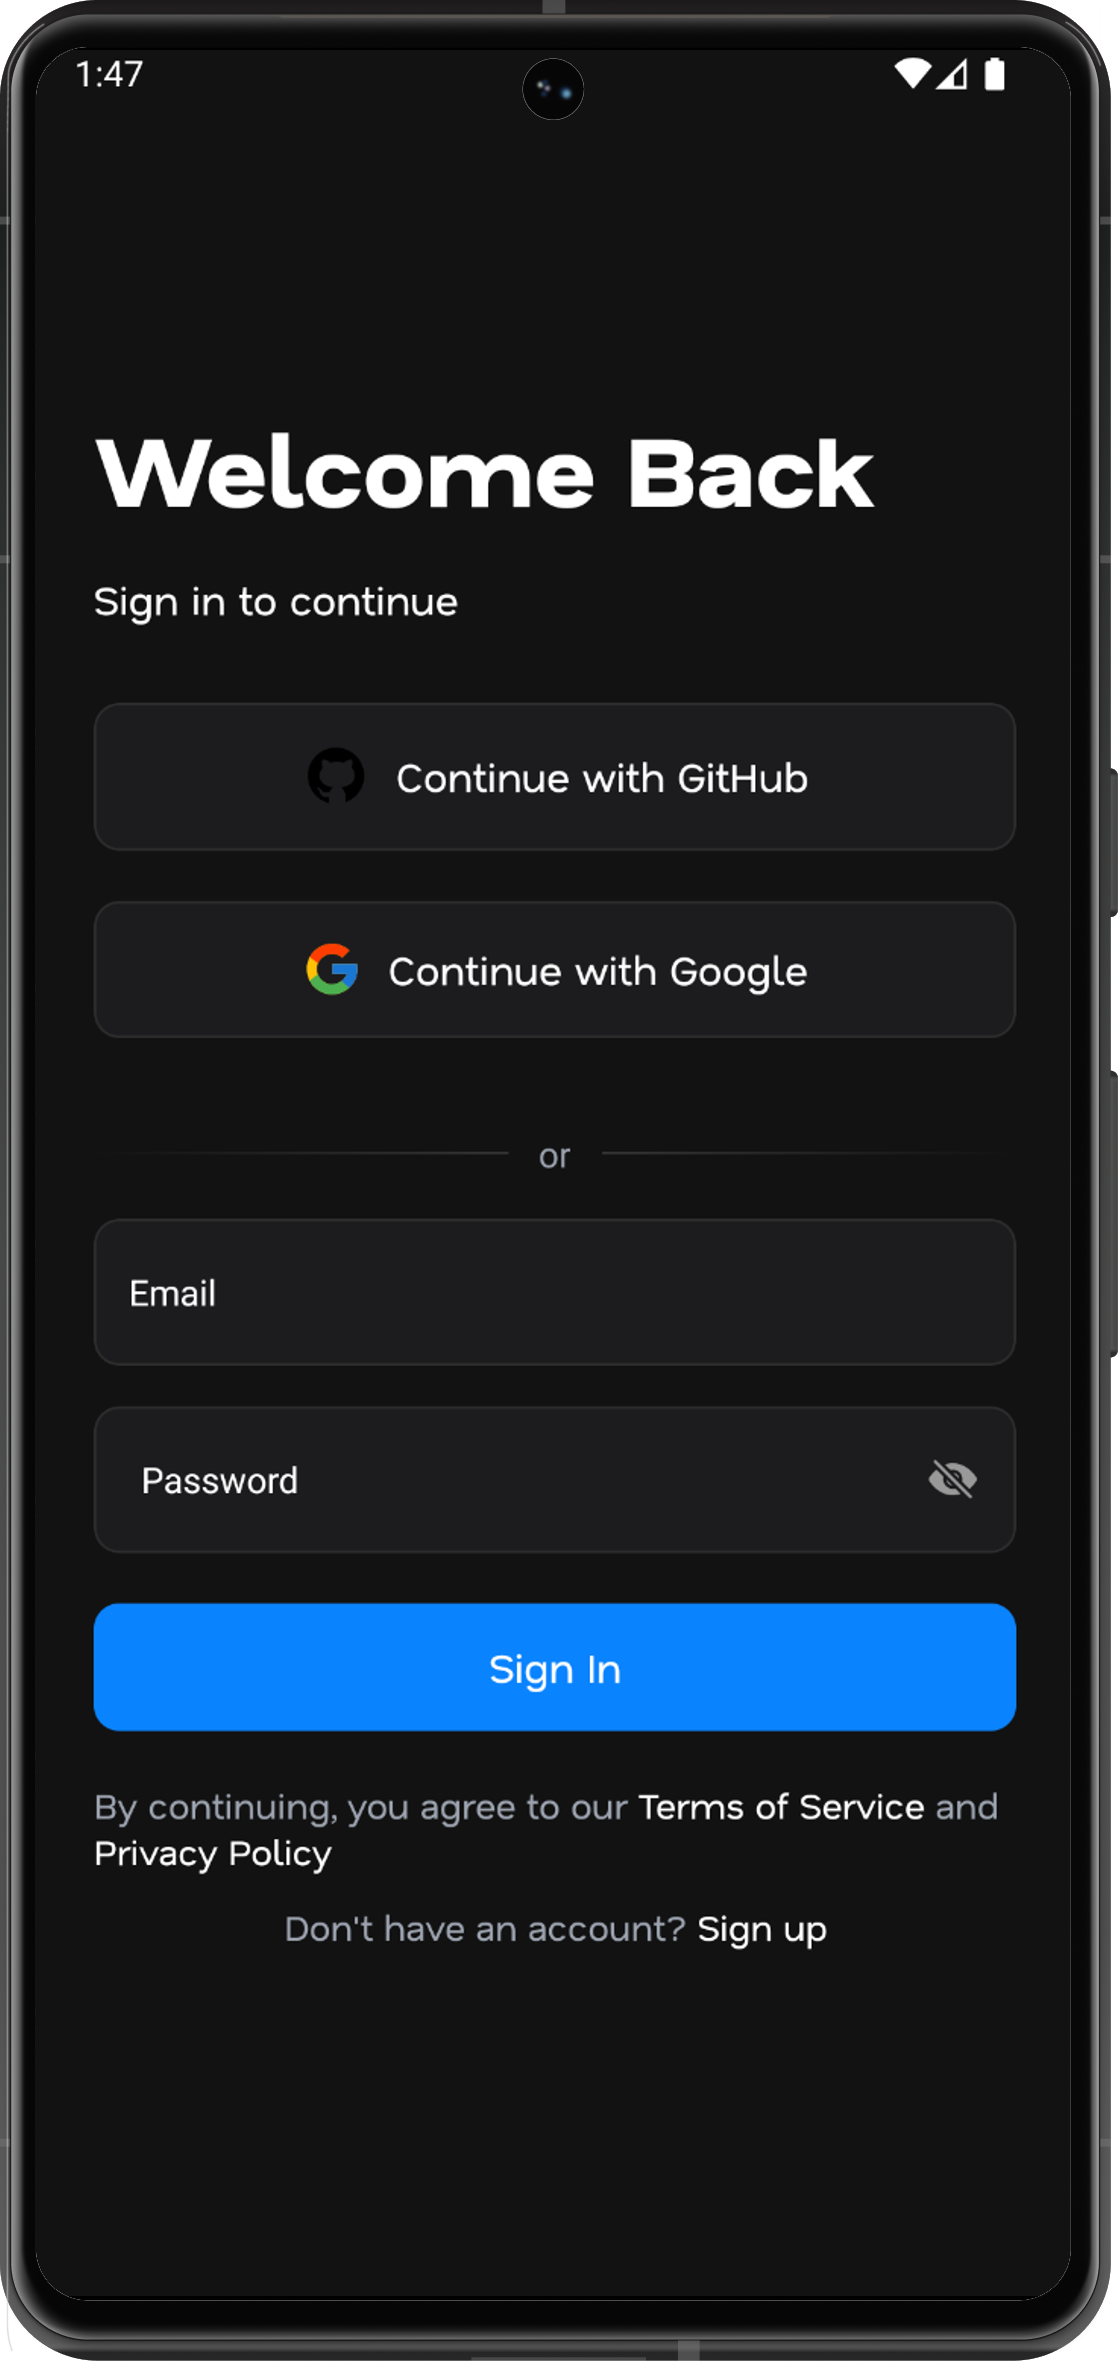 1:47
Welcome Back
Sign in to continue
Continue with GitHub
Continue with Google
or
Email
Password
Sign In
By continuing, you agree to our Terms of Service and
Privacy Policy
Don't have an account? Sign up